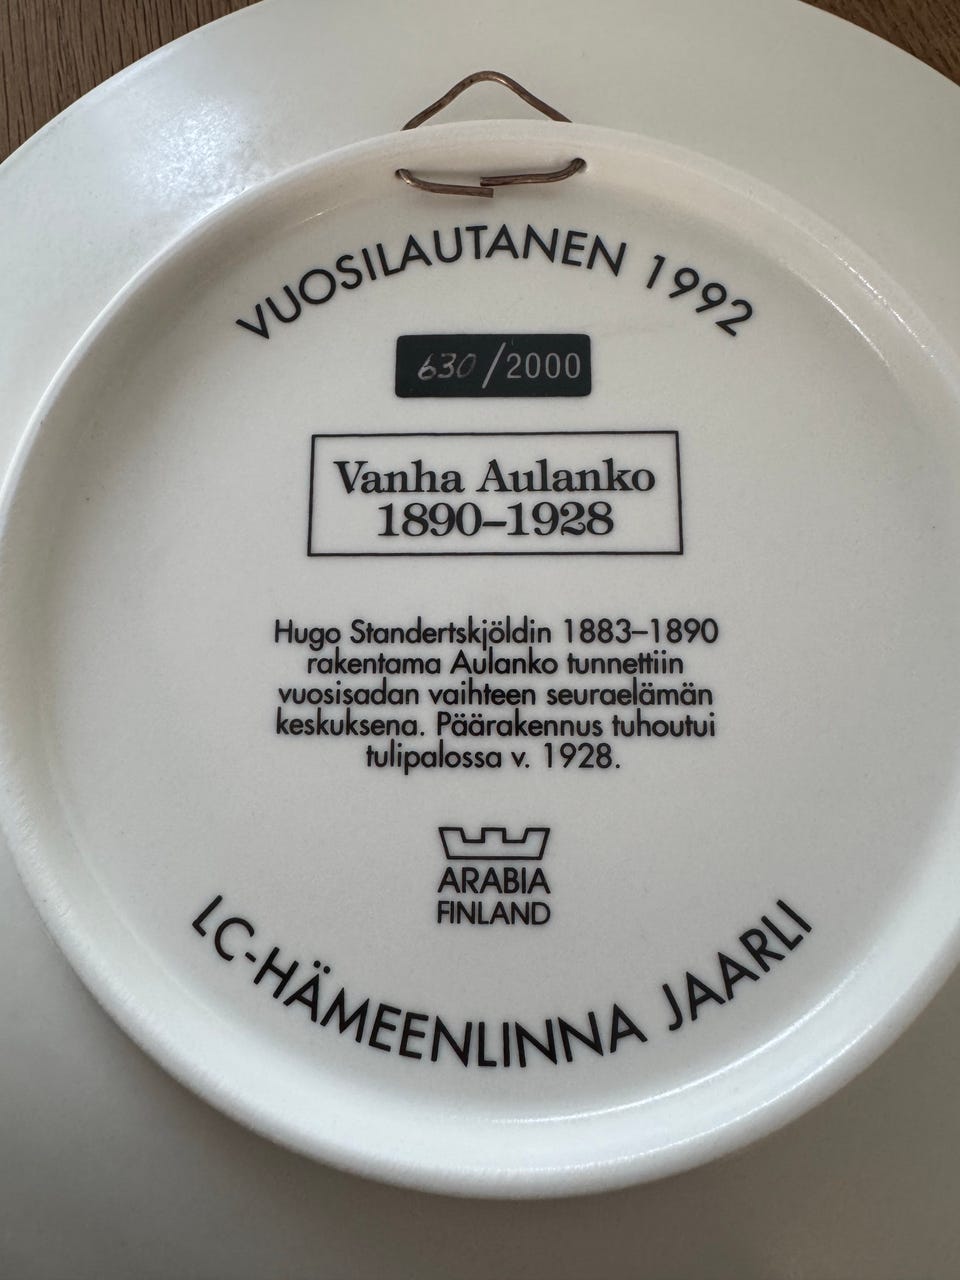 VUOSILAUTANEN 1992
630/2000
Vanha Aulanko
1890–1928
Hugo Standertskjöldin 1883–1890
rakentama Aulanko tunnettiin
vuosisadan vaihteen seuraelämän
keskuksena. Päärakennus tuhoutui
tulipalossa v. 1928.
ARABIA
FINLAND
LC-HÄMEENLINNA JAARLI